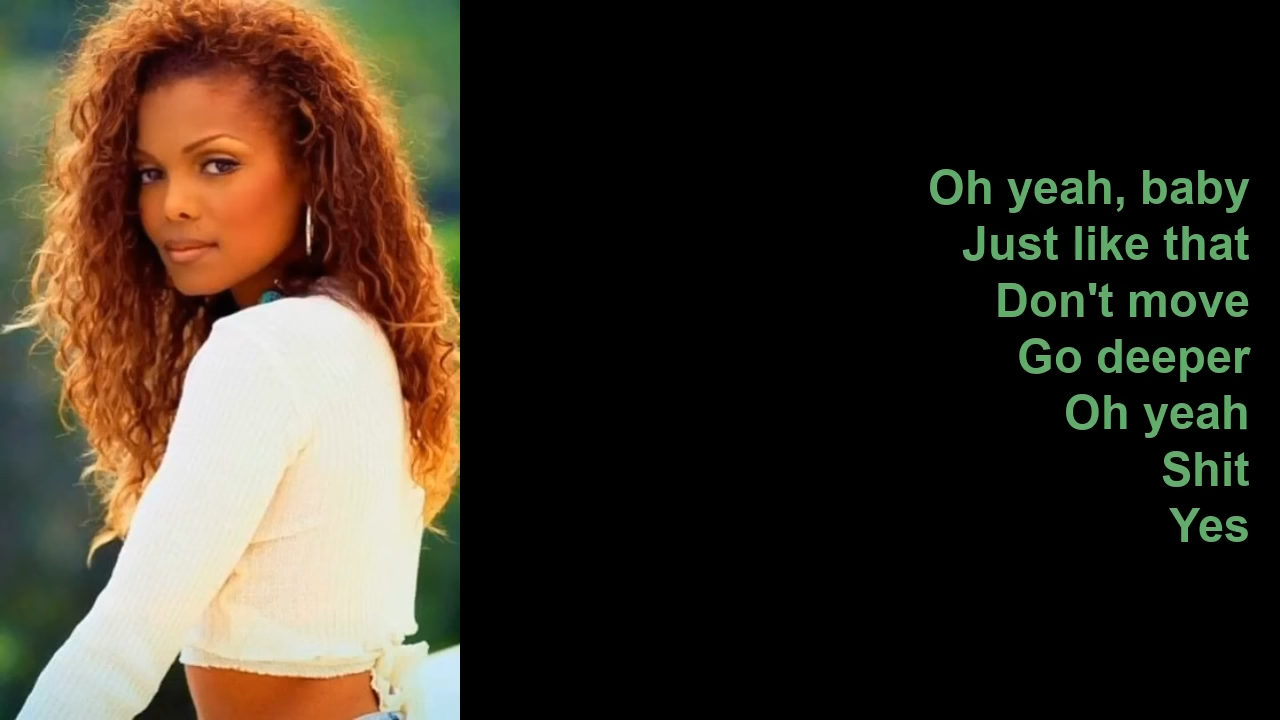 Oh yeah, baby
Just like that
Don't move
Go deeper
Oh yeah
Shit
Yes